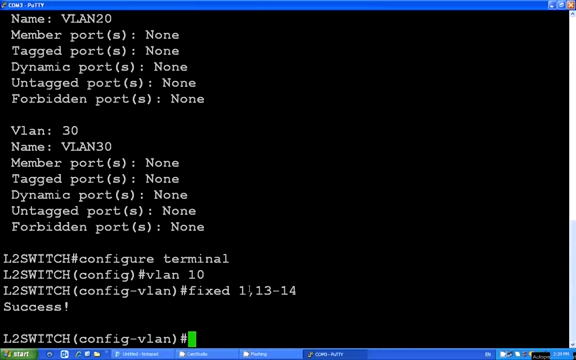 COM3 - PuTTY
Name: VLAN20
Member port(s): None
Tagged port(s): None
Dynamic port(s): None
Untagged port(s): None
Forbidden port(s): None
Vlan: 30
Name: VLAN30
Member port(s): None
Tagged port(s): None
Dynamic port(s): None
Untagged port(s): None
Forbidden port(s): None
L2SWITCH#configure terminal
L2SWITCH(config)#vlan 10
L2SWITCH(config-vlan)#fixed 1,13-14
Success!
L2SWITCH(config-vlan)#
start
Untitled - Notepad
CamStudio
Flashing
COM3 - PuTTY
EN